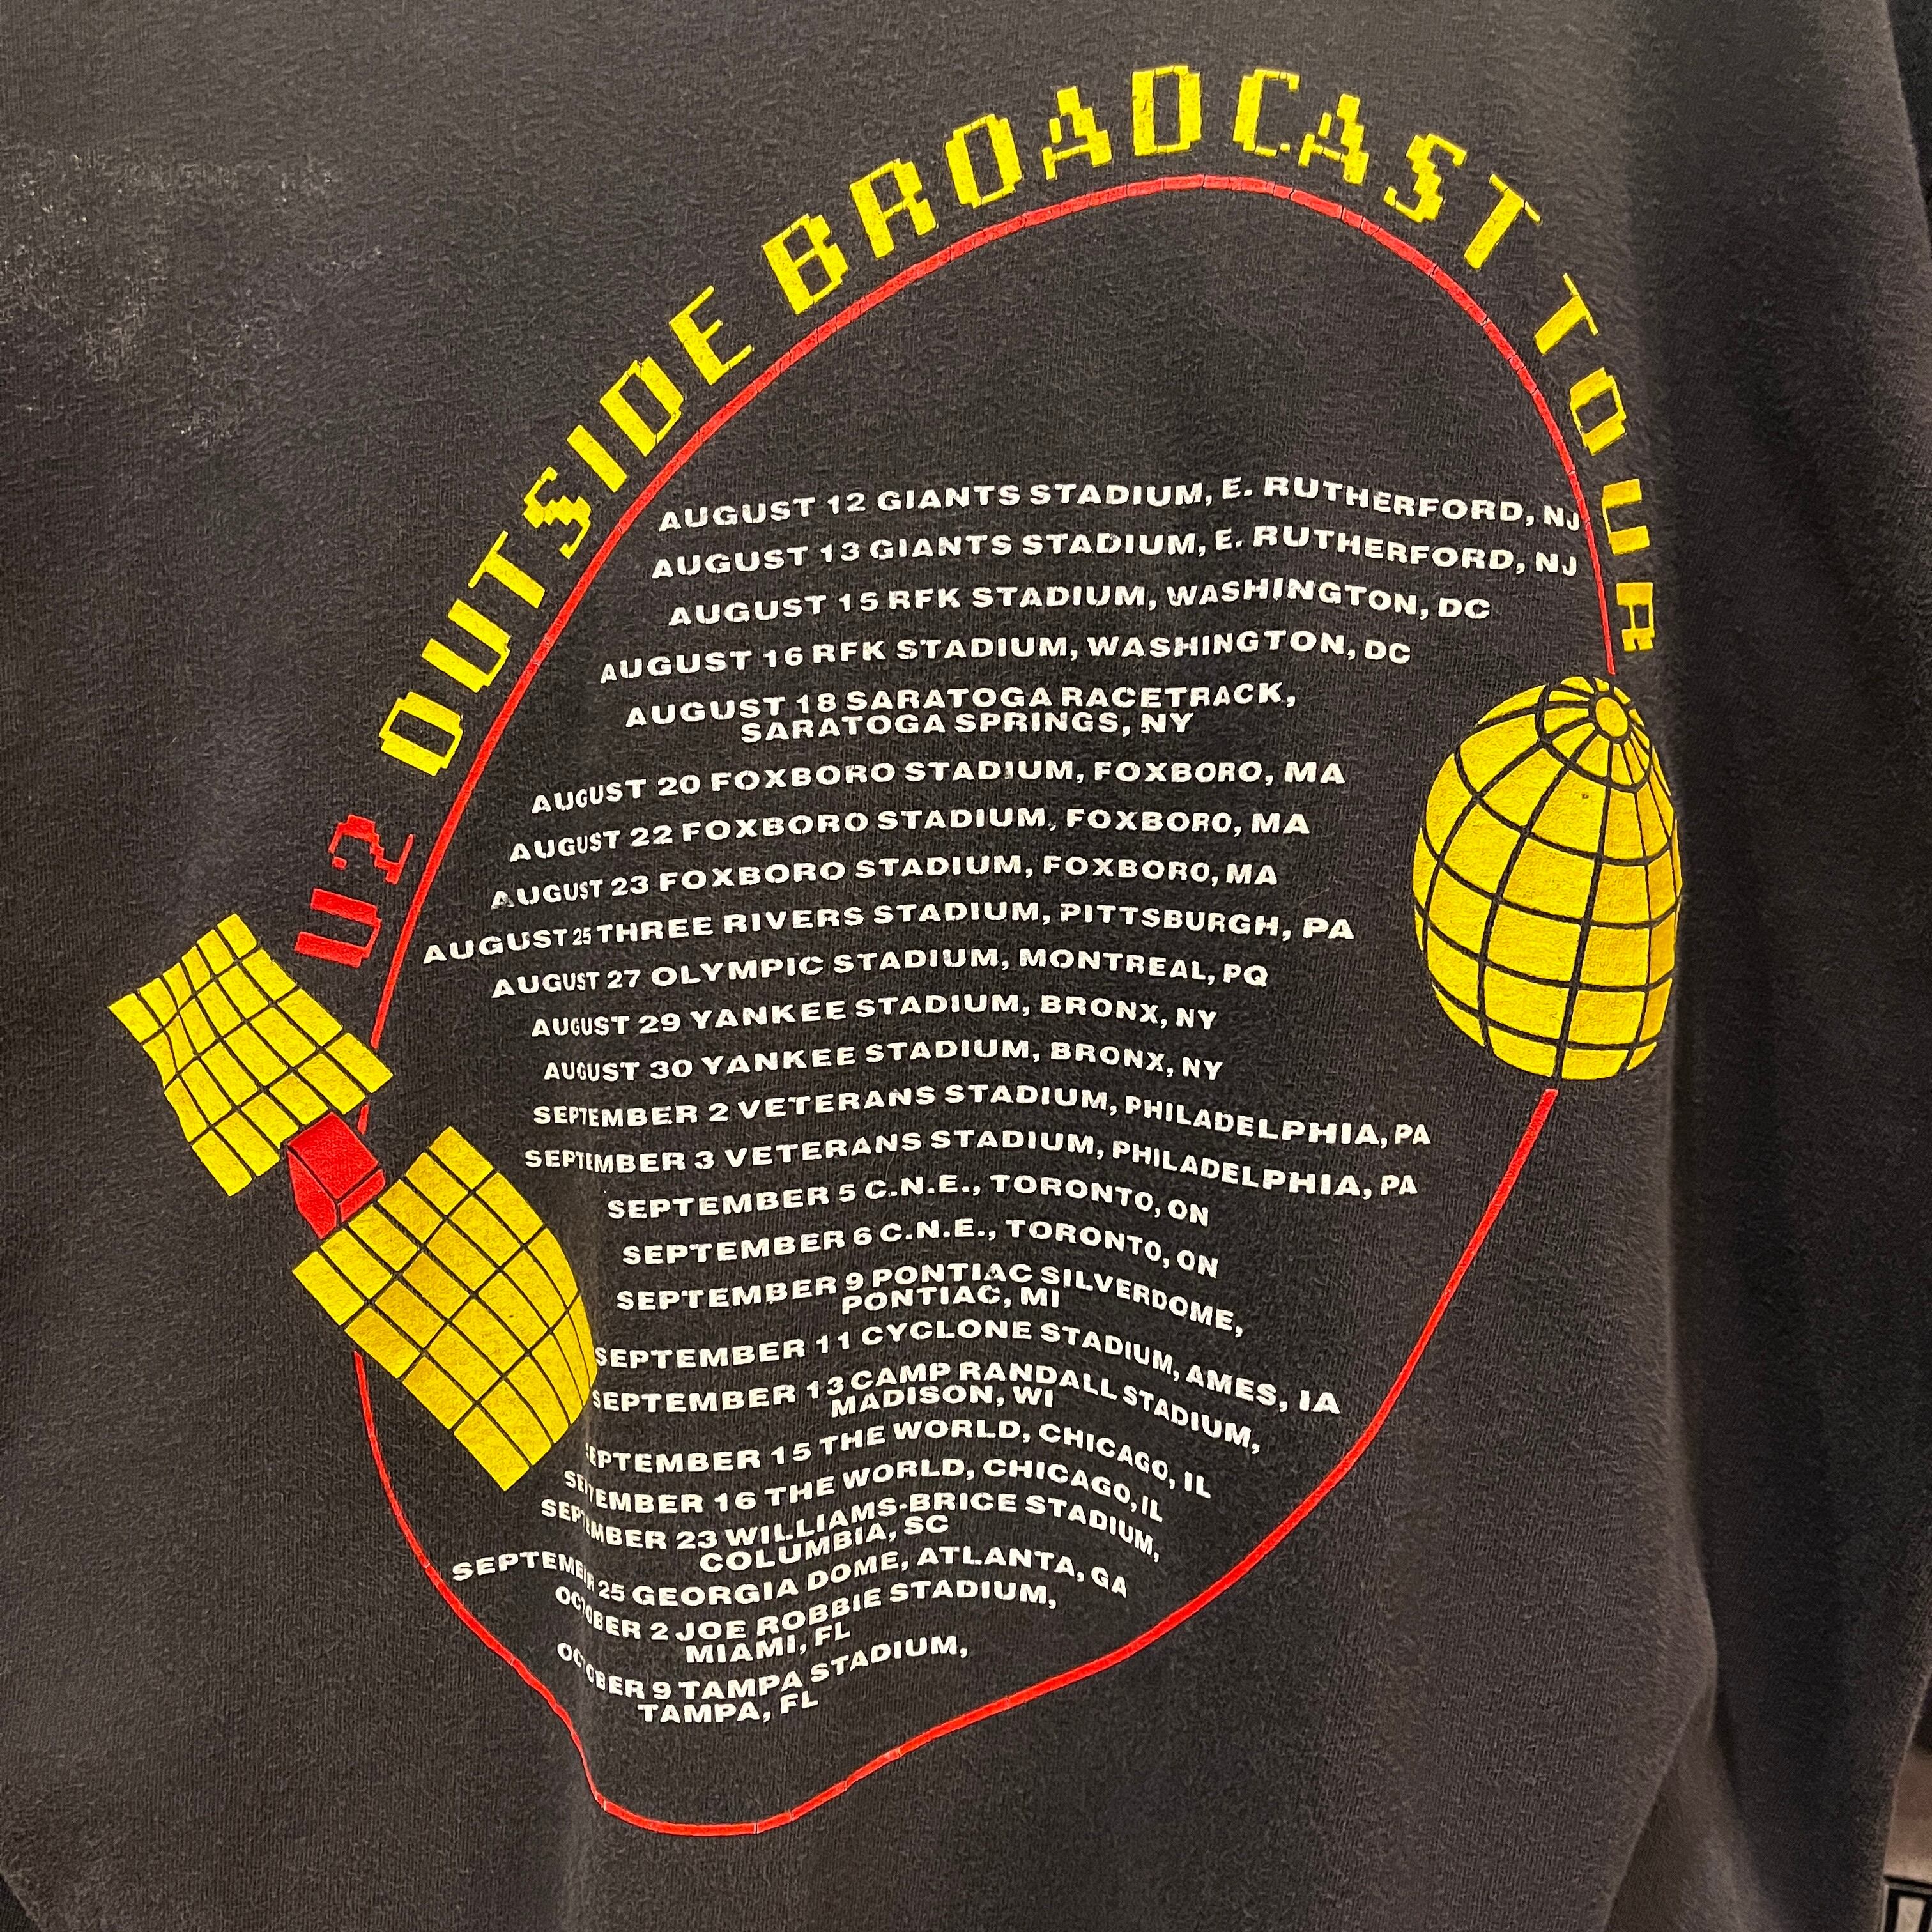 U2 OUTSIDE BROADCAST TOUR
AUGUST 12 GIANTS STADIUM, E. RUTHERFORD, NJ
AUGUST 13 GIANTS STADIUM, E. RUTHERFORD, NJ
AUGUST 15 RFK STADIUM, WASHINGTON, DC
AUGUST 16 RFK STADIUM, WASHINGTON, DC
AUGUST 18 SARATOGA RACETRACK,
SARATOGA SPRINGS, NY
AUGUST 20 FOXBORO STADIUM, FOXBORO, MA
AUGUST 22 FOXBORO STADIUM, FOXBORO, MA
AUGUST 23 FOXBORO STADIUM, FOXBORO, MA
AUGUST 25 THREE RIVERS STADIUM, PITTSBURGH, PA
AUGUST 27 OLYMPIC STADIUM, MONTREAL, PQ
AUGUST 29 YANKEE STADIUM, BRONX, NY
AUGUST 30 YANKEE STADIUM, BRONX, NY
SEPTEMBER 2 VETERANS STADIUM, PHILADELPHIA, PA
SEPTEMBER 3 VETERANS STADIUM, PHILADELPHIA, PA
SEPTEMBER 5 C.N.E., TORONTO, ON
SEPTEMBER 6 C.N.E., TORONTO, ON
SEPTEMBER 9 PONTIAC SILVERDOME,
PONTIAC, MI
SEPTEMBER 11 CYCLONE STADIUM, AMES, IA
SEPTEMBER 13 CAMP RANDALL STADIUM,
MADISON, WI
SEPTEMBER 15 THE WORLD, CHICAGO, IL
SEPTEMBER 16 THE WORLD, CHICAGO, IL
SEPTEMBER 23 WILLIAMS-BRICE STADIUM,
COLUMBIA, SC
SEPTEMBER 25 GEORGIA DOME, ATLANTA, GA
OCTOBER 2 JOE ROBBIE STADIUM,
MIAMI, FL
OCTOBER 9 TAMPA STADIUM,
TAMPA, FL